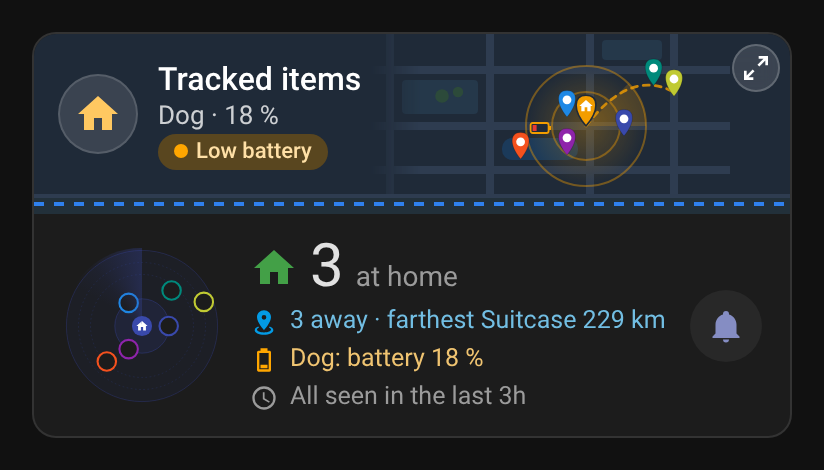 Tracked items
Dog · 18 %
Low battery
3 at home
3 away · farthest Suitcase 229 km
Dog: battery 18 %
All seen in the last 3h